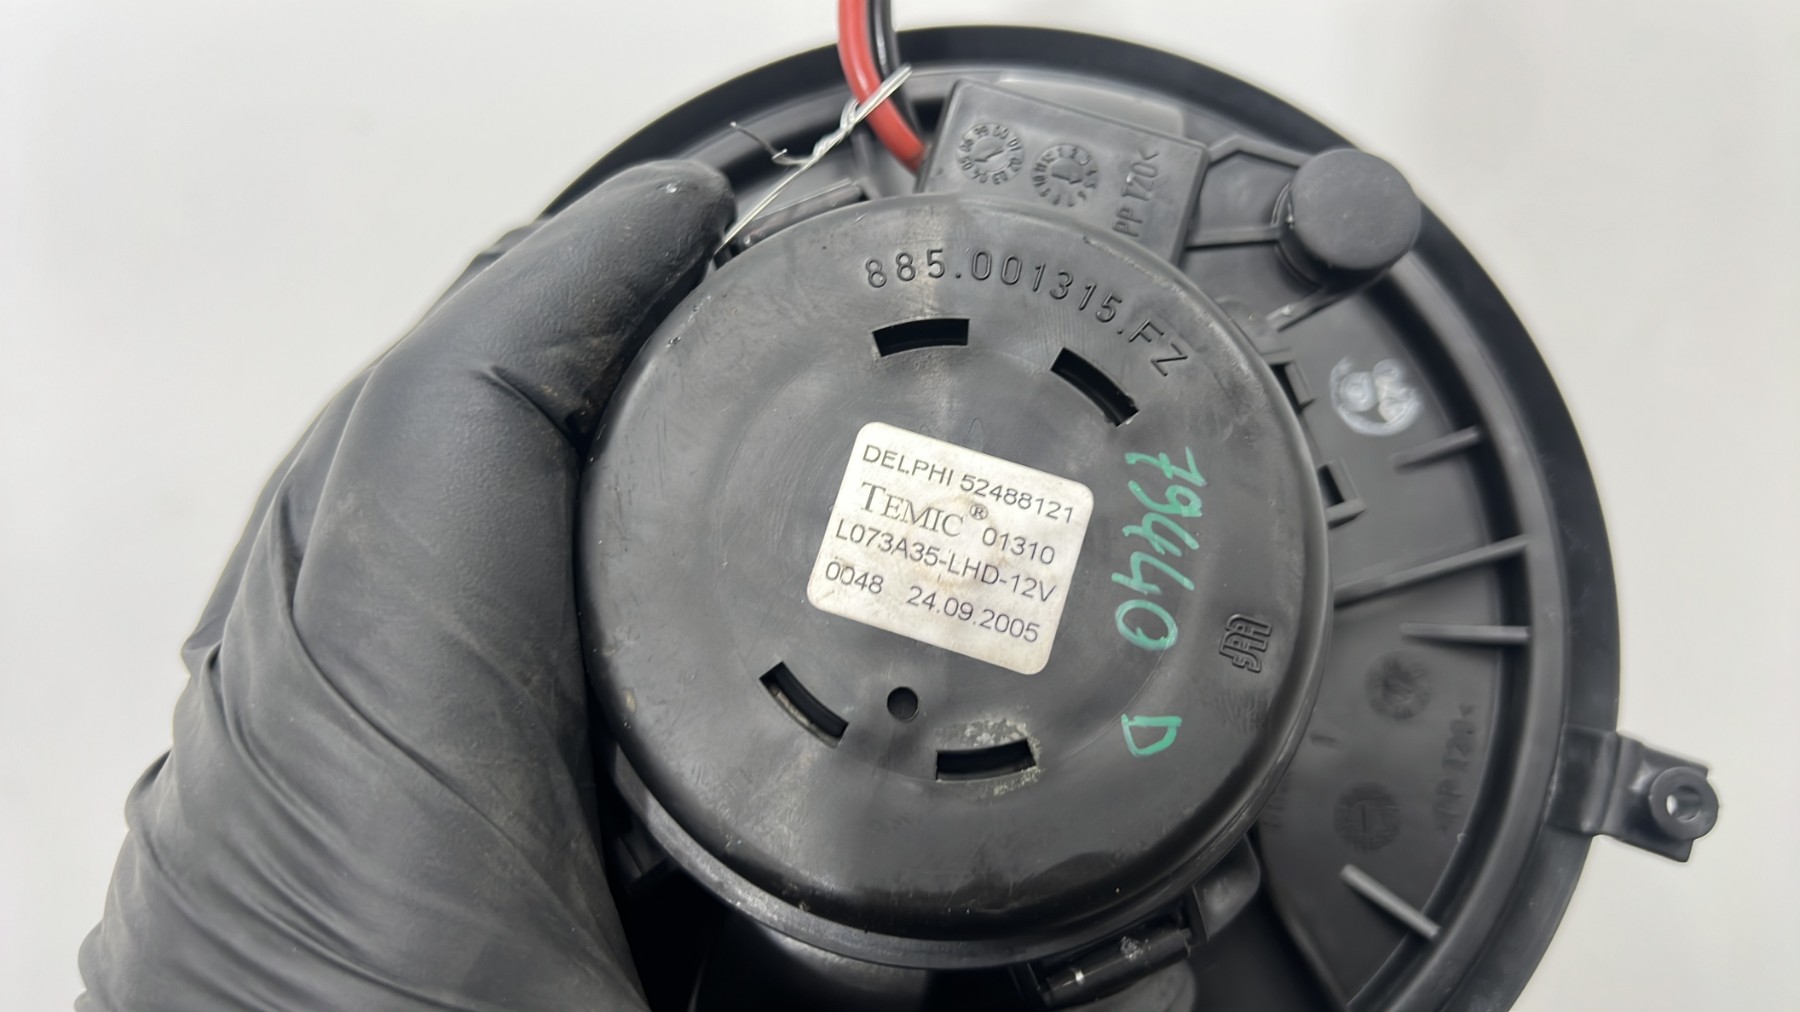 PP T20<
885.001315.FZ
DELPHI 52488121
TEMIC® 01310
L073A35-LHD-12V
0048 24.09.2005
79440 D